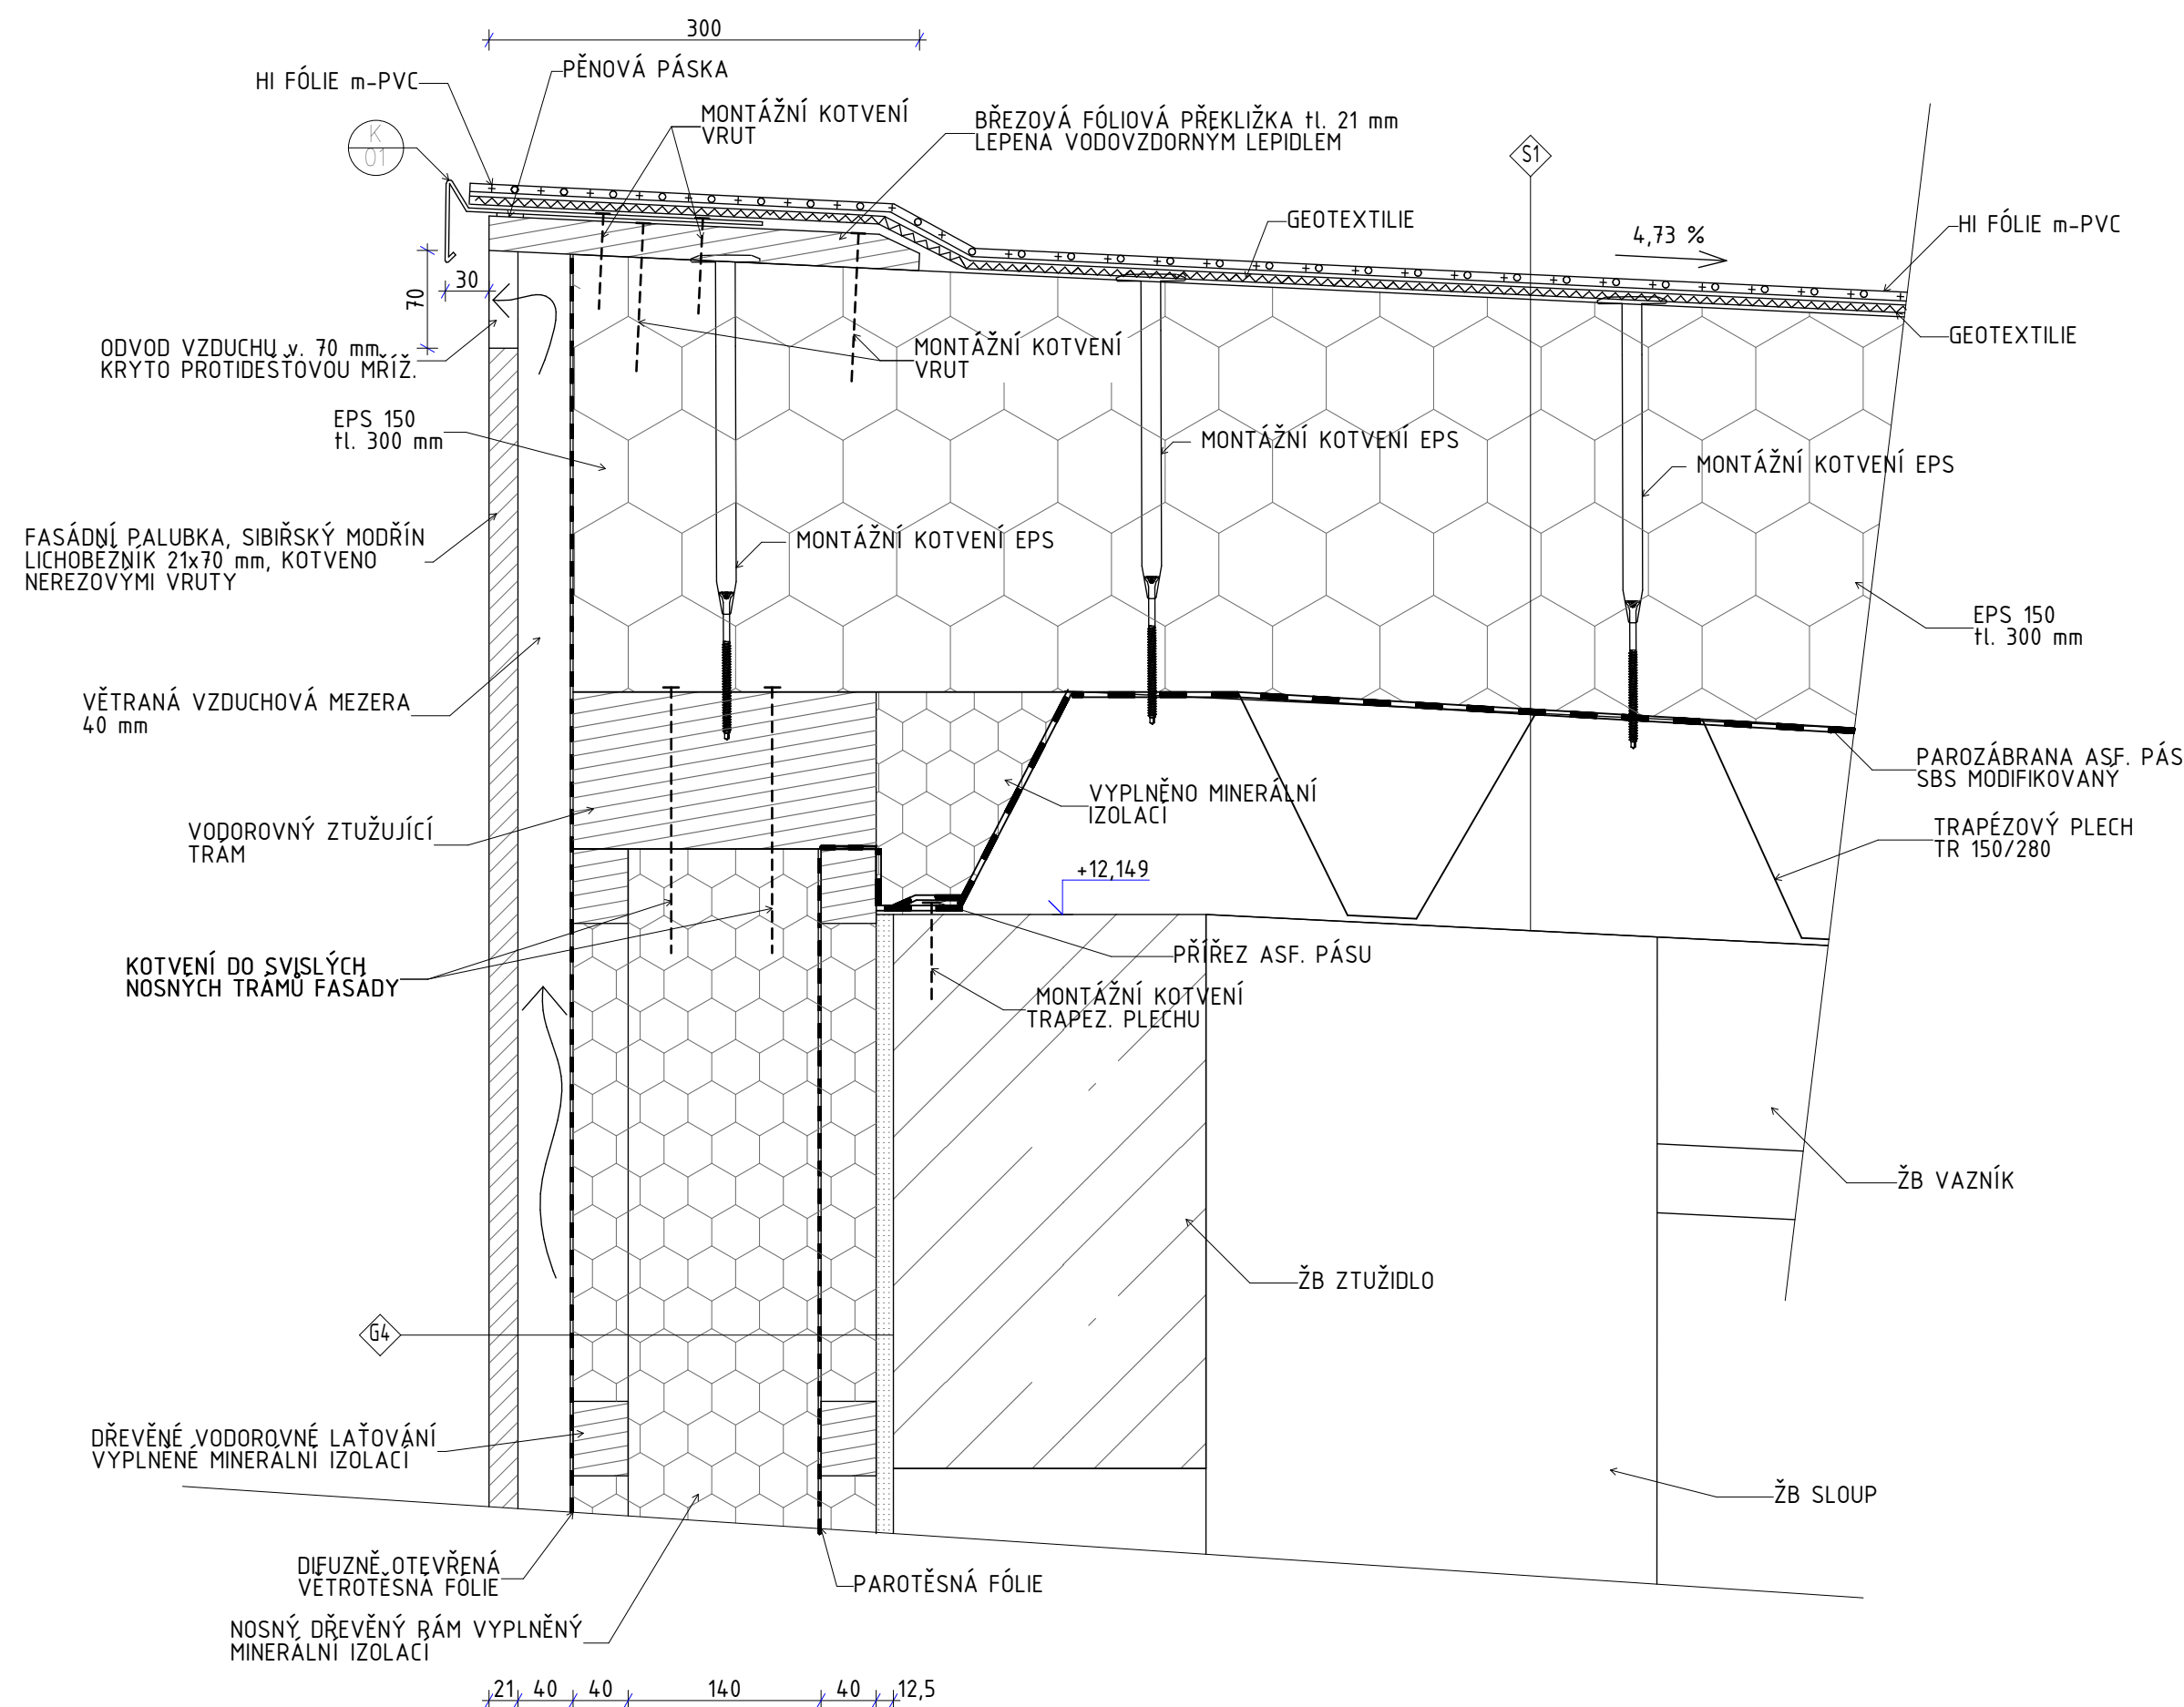 300
PĚNOVÁ PÁSKA
HI FÓLIE m-PVC
MONTÁŽNÍ KOTVENÍ
VRUT
BŘEZOVÁ FÓLIOVÁ PŘEKLIŽKA tl. 21 mm
LEPENÁ VODOVZDORNÝM LEPIDLEM
K
01
S1
GEOTEXTILIE
4,73 %
HI FÓLIE m-PVC
30
70
GEOTEXTILIE
ODVOD VZDUCHU v. 70 mm
KRYTO PROTIDEŠŤOVOU MŘÍŽ.
MONTÁŽNÍ KOTVENÍ
VRUT
EPS 150
tl. 300 mm
MONTÁŽNÍ KOTVENÍ EPS
MONTÁŽNÍ KOTVENÍ EPS
FASÁDNÍ PALUBKA, SIBIŘSKÝ MODŘÍN
LICHOBĚŽNÍK 21x70 mm, KOTVENO
NEREZOVÝMI VRUTY
MONTÁŽNÍ KOTVENÍ EPS
EPS 150
tl. 300 mm
VĚTRANÁ VZDUCHOVÁ MEZERA
40 mm
PAROZÁBRANA ASF. PÁS
SBS MODIFIKOVANÝ
VYPLNĚNO MINERÁLNÍ
IZOLACÍ
VODOROVNÝ ZTUŽUJÍCÍ
TRÁM
TRAPÉZOVÝ PLECH
TR 150/280
+12,149
KOTVENÍ DO SVISLÝCH
NOSNÝCH TRÁMŮ FASÁDY
PŘÍŘEZ ASF. PÁSU
MONTÁŽNÍ KOTVENÍ
TRAPEZ. PLECHU
ŽB VAZNÍK
ŽB ZTUŽIDLO
G4
DŘEVĚNÉ VODOROVNÉ LAŤOVÁNÍ
VYPLNĚNÉ MINERÁLNÍ IZOLACÍ
ŽB SLOUP
DIFUZNĚ OTEVŘENÁ
VĚTROTĚSNÁ FÓLIE
PAROTĚSNÁ FÓLIE
NOSNÝ DŘEVĚNÝ RÁM VYPLNĚNÝ
MINERÁLNÍ IZOLACÍ
21 40 40 140 40 12,5